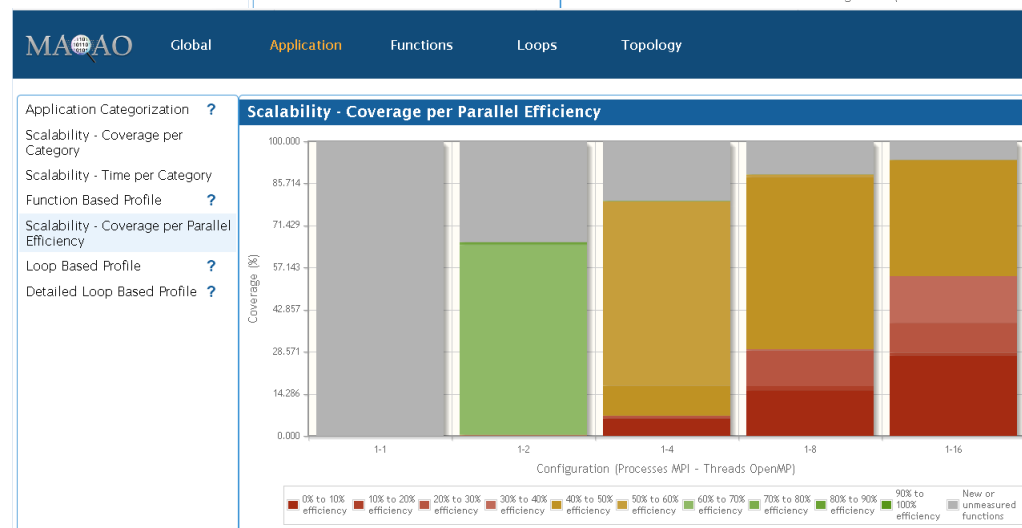 MAQAO Global Application Functions Loops Topology
Application Categorization ?
Scalability - Coverage per
Category
Scalability - Time per Category
Function Based Profile ?
Scalability - Coverage per Parallel
Efficiency
Loop Based Profile ?
Detailed Loop Based Profile ?
Scalability - Coverage per Parallel Efficiency
Coverage (%)
100.000
85.714
71.429
57.143
42.857
28.571
14.286
0.000
1-1 1-2 1-4 1-8 1-16
Configuration (Processes MPI - Threads OpenMP)
0% to 10%
efficiency
10% to 20%
efficiency
20% to 30%
efficiency
30% to 40%
efficiency
40% to 50%
efficiency
50% to 60%
efficiency
60% to 70%
efficiency
70% to 80%
efficiency
80% to 90%
efficiency
90% to
100%
efficiency
New or
unmeasured
functions